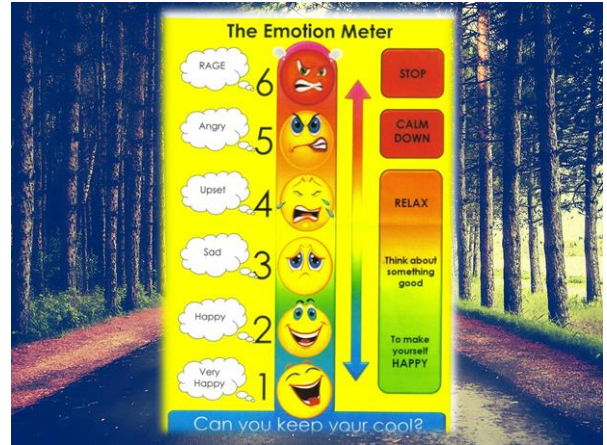 The Emotion Meter
RAGE
6
STOP
Angry
5
CALM
DOWN
Upset
4
RELAX
Sad
3
Think about
something
good
Happy
2
To make
yourself
HAPPY
Very
Happy
1
Can you keep your cool?